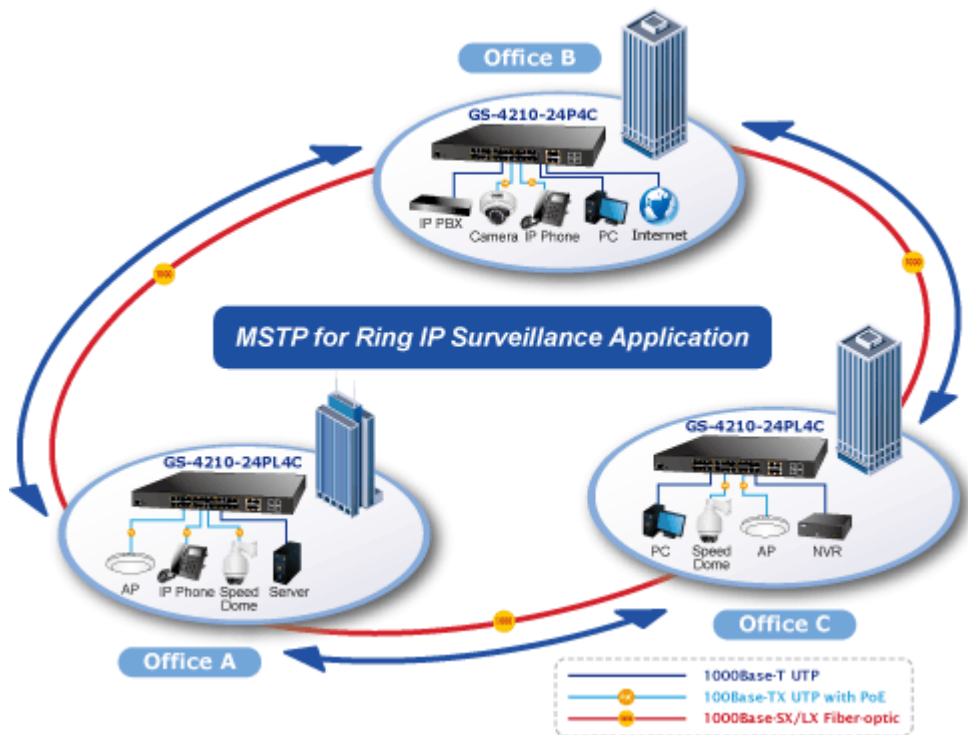 Office B
GS-4210-24P4C
IP PBX
Camera
IP Phone
PC
Internet
1000
1000
MSTP for Ring IP Surveillance Application
GS-4210-24PL4C
AP
IP Phone
Speed
Dome
Server
Office A
GS-4210-24PL4C
PC
Speed
Dome
AP
NVR
Office C
1000Base-T UTP
100Base-TX UTP with PoE
1000Base-SX/LX Fiber-optic